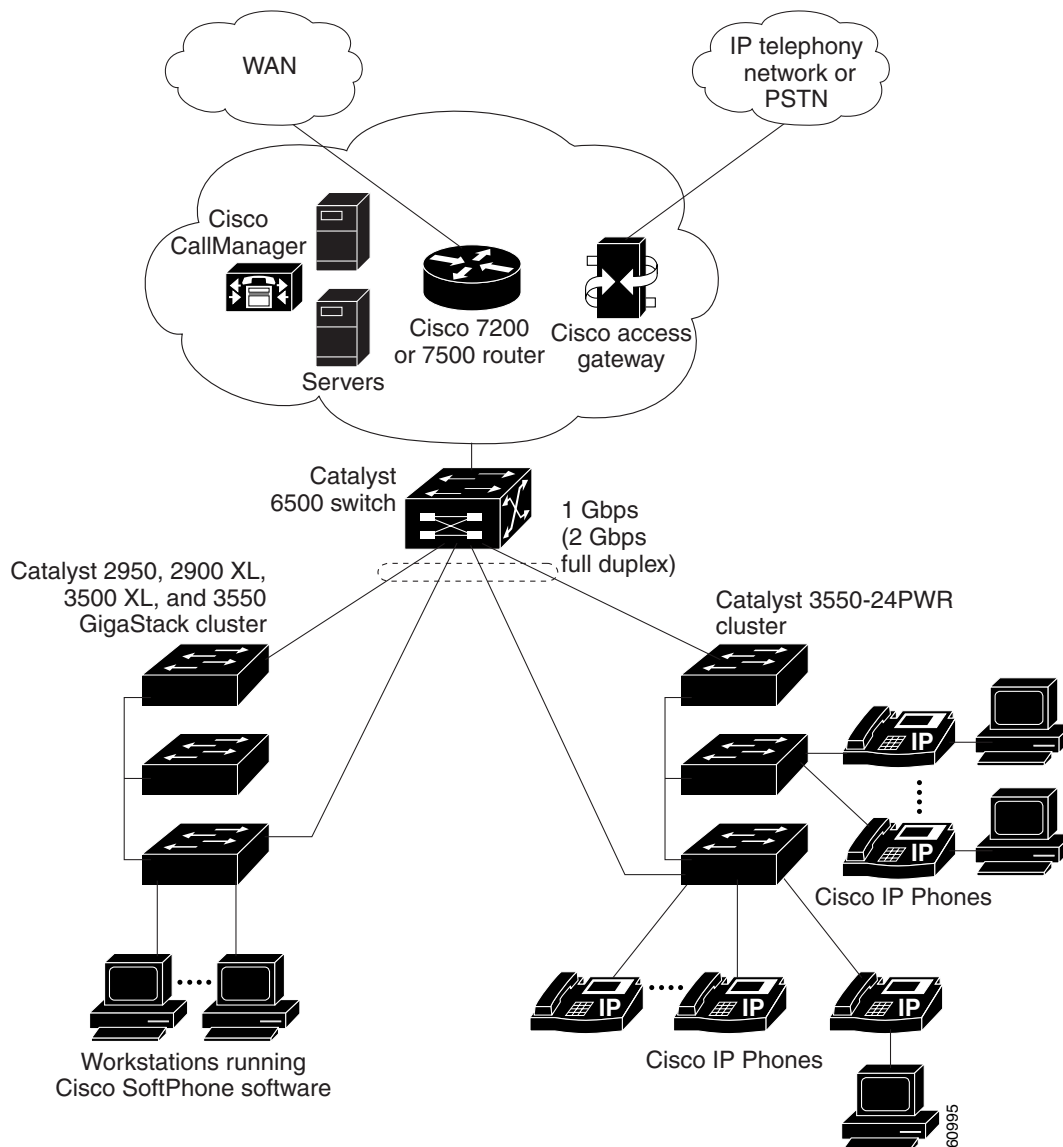 WAN
IP telephony
network or
PSTN
Cisco
CallManager
Servers
Cisco 7200
or 7500 router
Cisco access
gateway
Catalyst
6500 switch
1 Gbps
(2 Gbps
full duplex)
Catalyst 2950, 2900 XL,
3500 XL, and 3550
GigaStack cluster
Catalyst 3550-24PWR
cluster
IP
IP
Cisco IP Phones
IP
IP
IP
Cisco IP Phones
Workstations running
Cisco SoftPhone software
60995